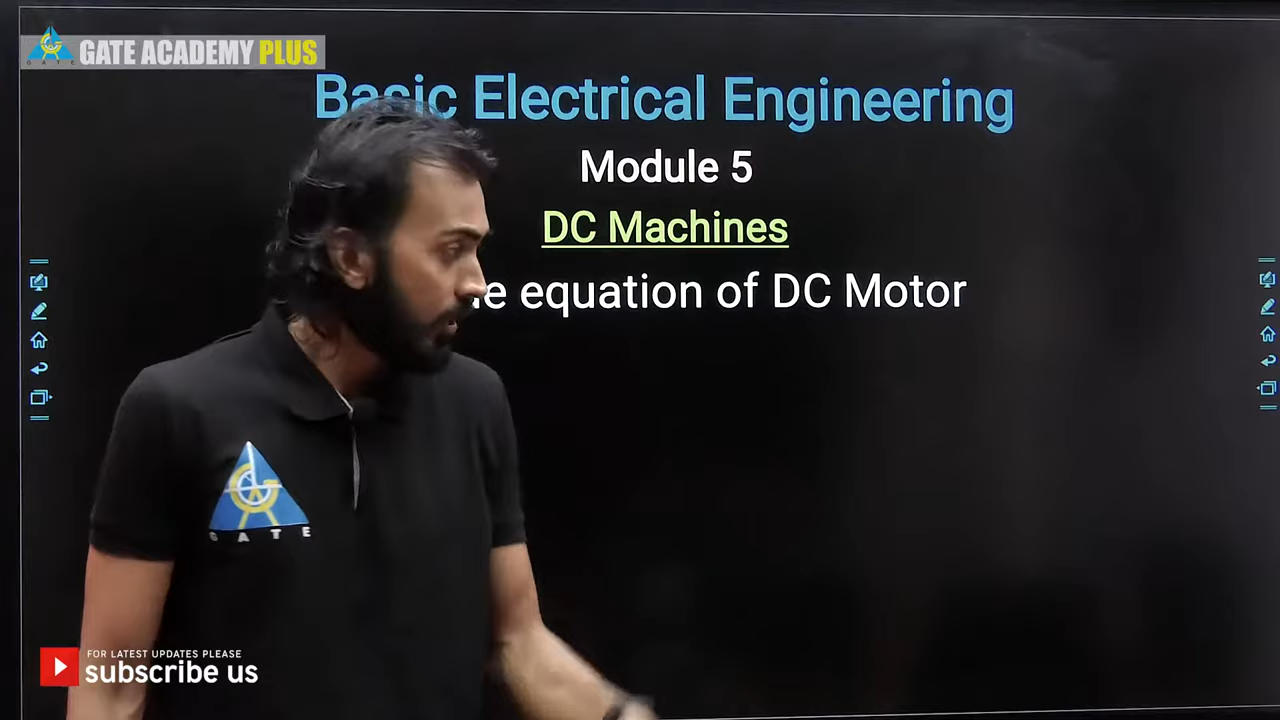 GATE ACADEMY PLUS
GATE
Basic Electrical Engineering
Module 5
DC Machines
equation of DC Motor
GATE
FOR LATEST UPDATES PLEASE
subscribe us